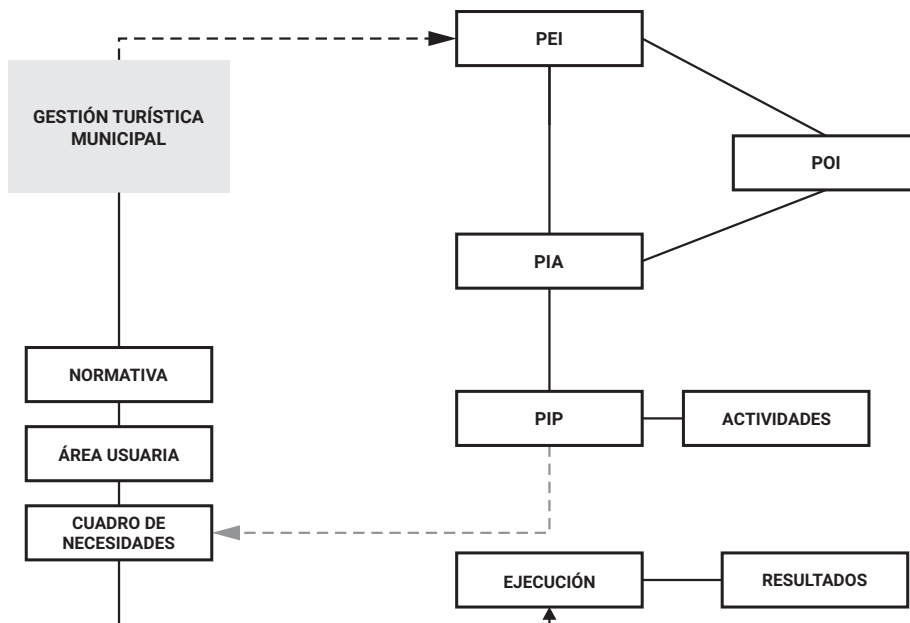 PEI
GESTIÓN TURÍSTICA
MUNICIPAL
POI
PIA
NORMATIVA
PIP
ACTIVIDADES
ÁREA USUARIA
CUADRO DE
NECESIDADES
EJECUCIÓN
RESULTADOS